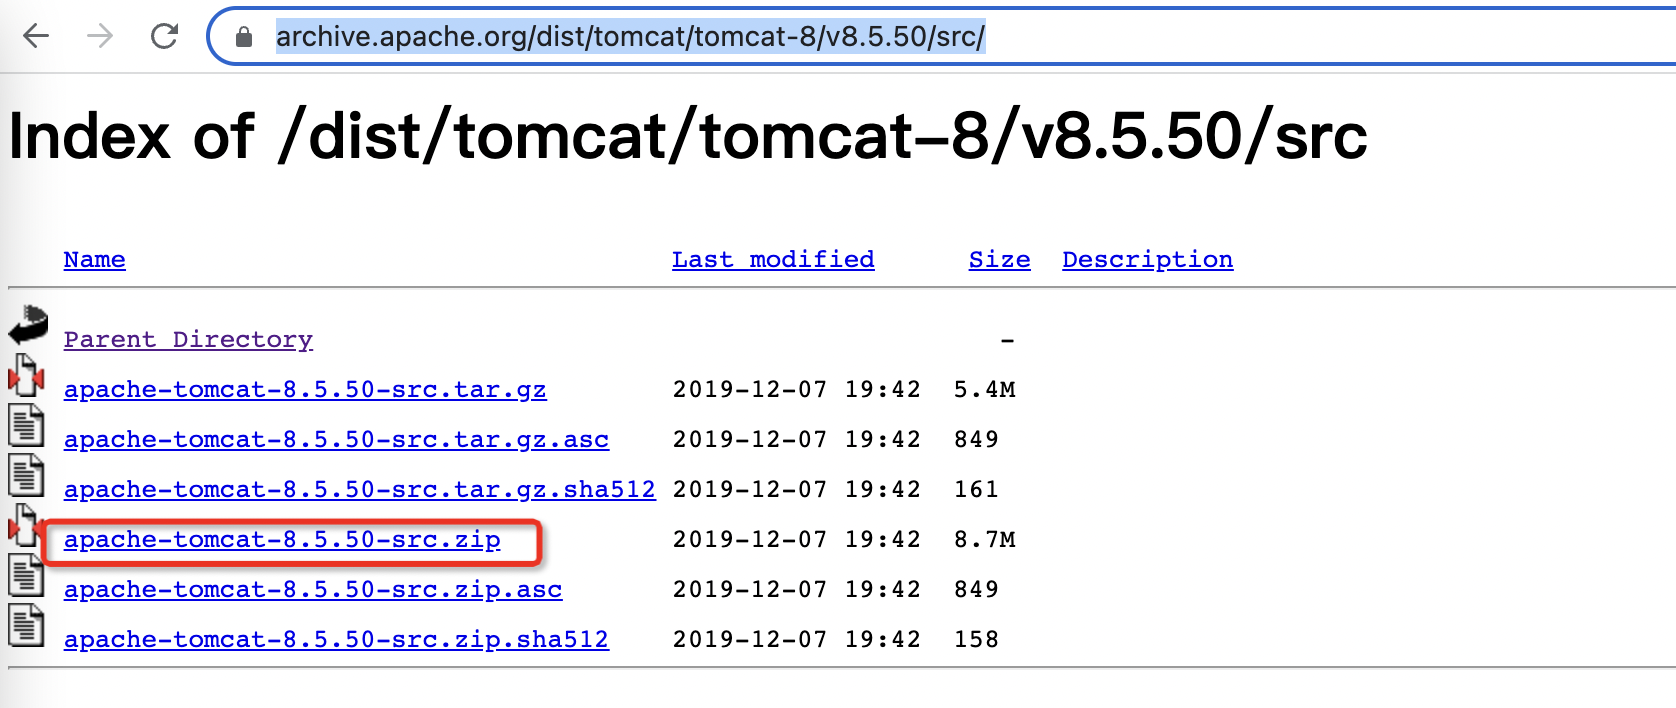 archive.apache.org/dist/tomcat/tomcat-8/v8.5.50/src/
Index of /dist/tomcat/tomcat-8/v8.5.50/src
Name Last modified Size Description
Parent Directory -
apache-tomcat-8.5.50-src.tar.gz 2019-12-07 19:42 5.4M
apache-tomcat-8.5.50-src.tar.gz.asc 2019-12-07 19:42 849
apache-tomcat-8.5.50-src.tar.gz.sha512 2019-12-07 19:42 161
apache-tomcat-8.5.50-src.zip 2019-12-07 19:42 8.7M
apache-tomcat-8.5.50-src.zip.asc 2019-12-07 19:42 849
apache-tomcat-8.5.50-src.zip.sha512 2019-12-07 19:42 158